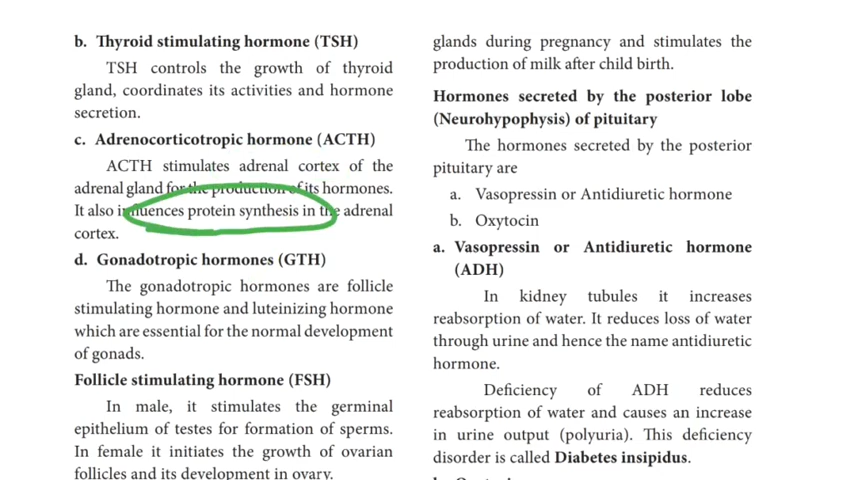 b. Thyroid stimulating hormone (TSH)
TSH controls the growth of thyroid
gland, coordinates its activities and hormone
secretion.
c. Adrenocorticotropic hormone (ACTH)
ACTH stimulates adrenal cortex of the
adrenal gland for the production of its hormones.
It also influences protein synthesis in the adrenal
cortex.
d. Gonadotropic hormones (GTH)
The gonadotropic hormones are follicle
stimulating hormone and luteinizing hormone
which are essential for the normal development
of gonads.
Follicle stimulating hormone (FSH)
In male, it stimulates the germinal
epithelium of testes for formation of sperms.
In female it initiates the growth of ovarian
follicles and its development in ovary.
glands during pregnancy and stimulates the
production of milk after child birth.
Hormones secreted by the posterior lobe
(Neurohypophysis) of pituitary
The hormones secreted by the posterior
pituitary are
a. Vasopressin or Antidiuretic hormone
b. Oxytocin
a. Vasopressin or Antidiuretic hormone
(ADH)
In kidney tubules it increases
reabsorption of water. It reduces loss of water
through urine and hence the name antidiuretic
hormone.
Deficiency of ADH reduces
reabsorption of water and causes an increase
in urine output (polyuria). This deficiency
disorder is called Diabetes insipidus.